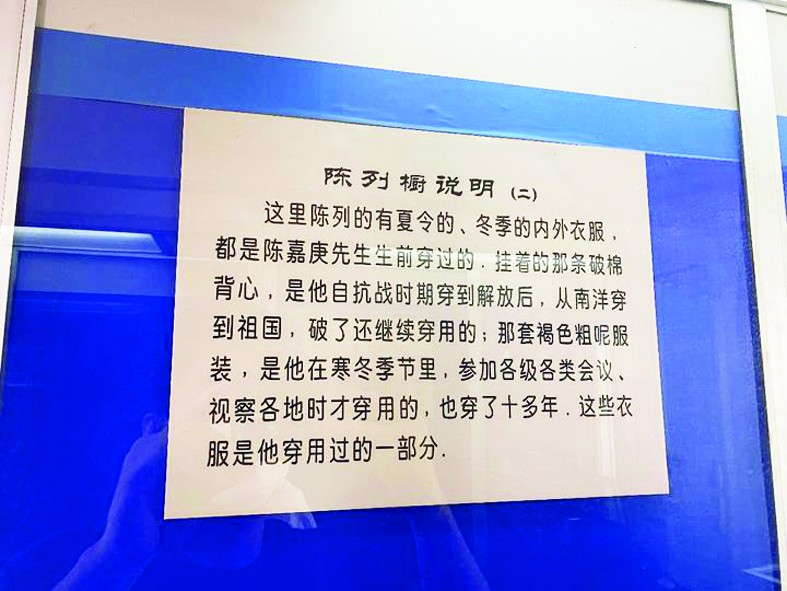 陈列橱说明（二）
这里陈列的有夏令的、冬季的内外衣服，
都是陈嘉庚先生生前穿过的．挂着的那条破棉
背心，是他自抗战时期穿到解放后，从南洋穿
到祖国，破了还继续穿用的；那套褐色粗呢服
装，是他在寒冬季节里，参加各级各类会议、
视察各地时才穿用的，也穿了十多年．这些衣
服是他穿用过的一部分．